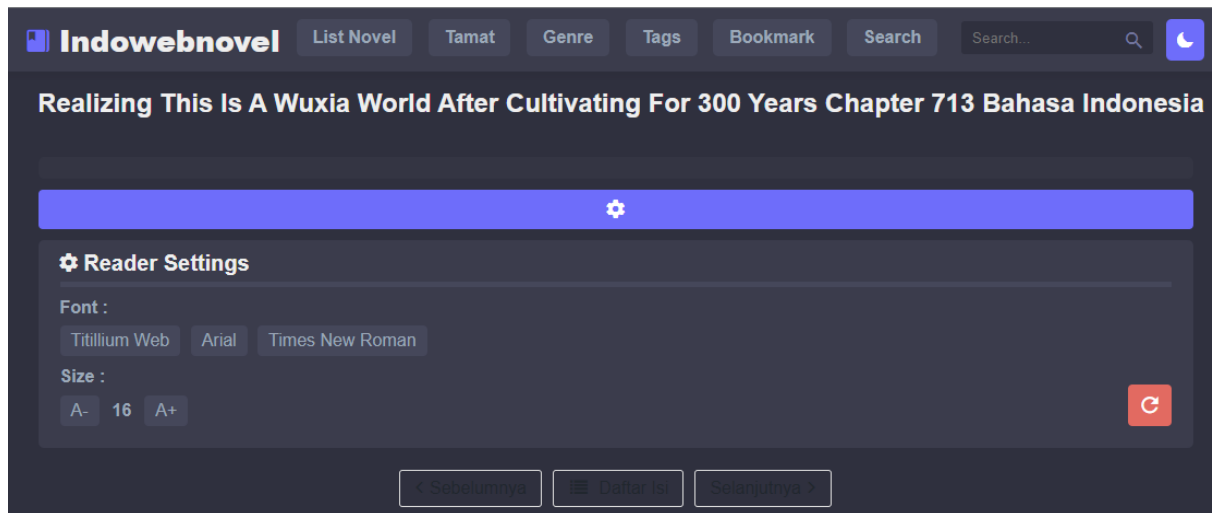 Indowebnovel List Novel Tamat Genre Tags Bookmark Search Search...
Realizing This Is A Wuxia World After Cultivating For 300 Years Chapter 713 Bahasa Indonesia
Reader Settings
Font :
Titillium Web Arial Times New Roman
Size :
A- 16 A+
< Sebelumnya Daftar Isi Selanjutnya >